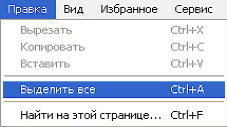 Правка Вид Избранное Сервис
Вырезать Ctrl+X
Копировать Ctrl+C
Вставить Ctrl+V
Выделить все Ctrl+A
Найти на этой странице... Ctrl+F